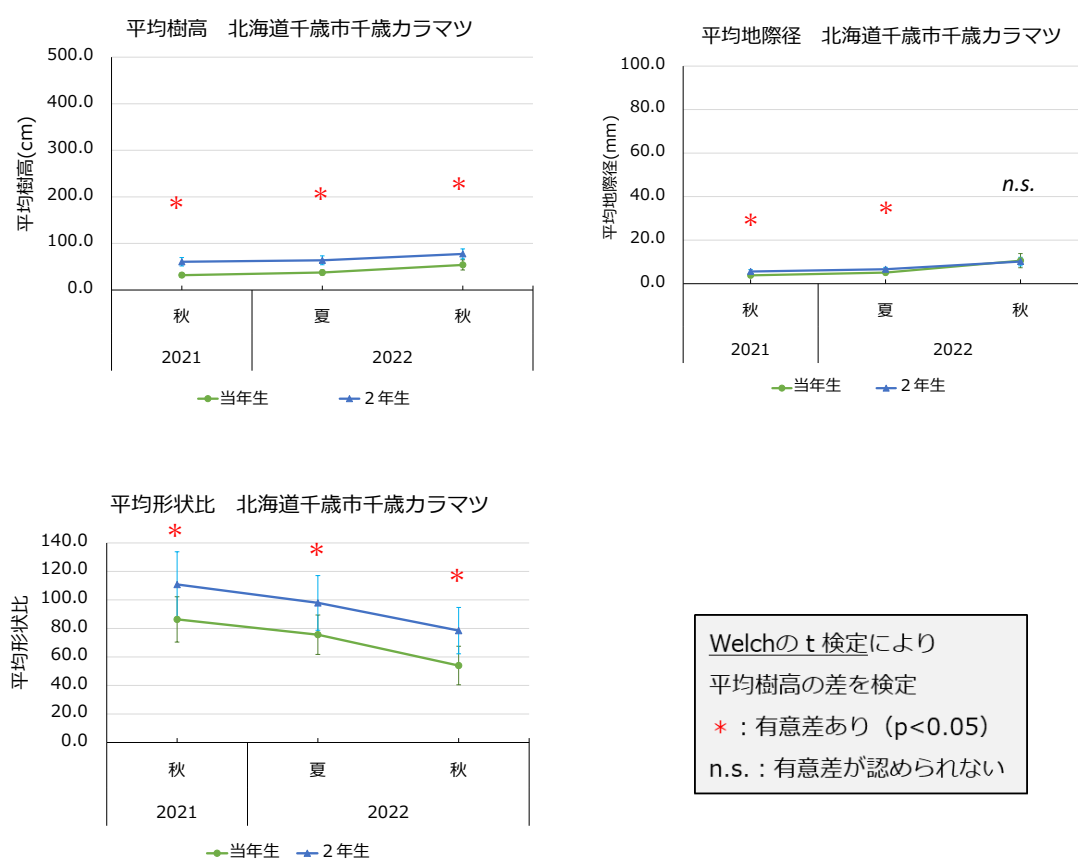 平均樹高　北海道千歳市千歳カラマツ
平均樹高(cm)
500.0
400.0
300.0
200.0
100.0
0.0
* * *
秋 夏 秋
2021 2022
当年生 ２年生
平均地際径　北海道千歳市千歳カラマツ
平均地際径(mm)
100.0
80.0
60.0
40.0
20.0
0.0
* * n.s.
秋 夏 秋
2021 2022
当年生 ２年生
平均形状比　北海道千歳市千歳カラマツ
平均形状比
140.0
120.0
100.0
80.0
60.0
40.0
20.0
0.0
* * *
秋 夏 秋
2021 2022
当年生 ２年生
Welchのｔ検定により
平均樹高の差を検定
*：有意差あり（p<0.05）
n.s.：有意差が認められない